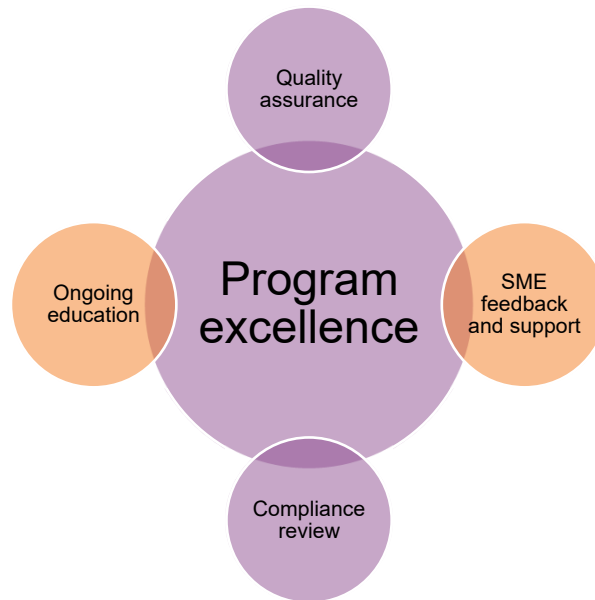 Quality
assurance
Ongoing
education
Program
excellence
SME
feedback
and support
Compliance
review